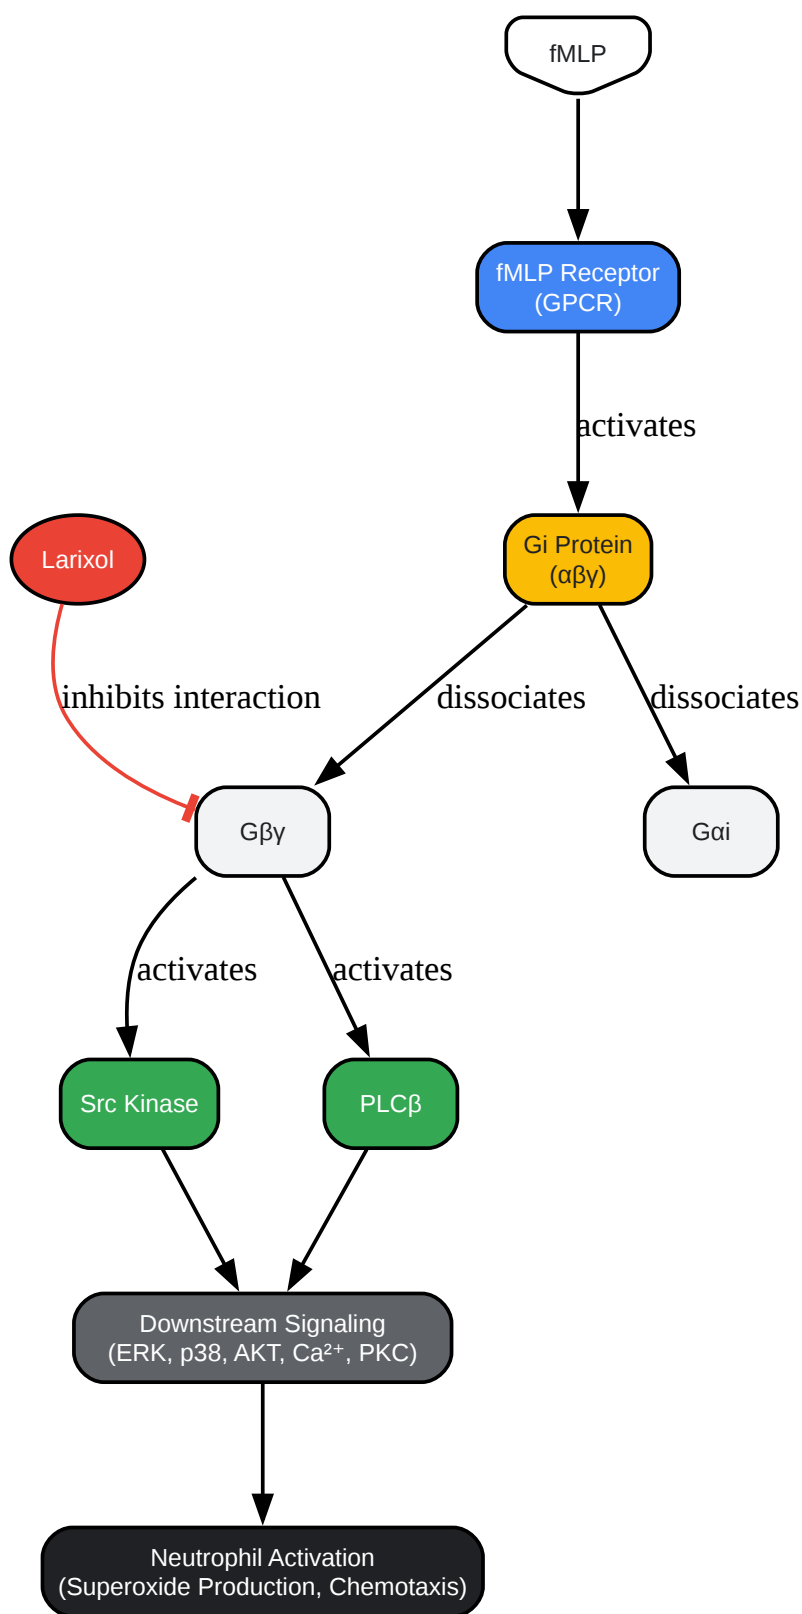 fMLP
fMLP Receptor
(GPCR)
activates
Larixol
Gi Protein
(αβγ)
inhibits interaction
dissociates
dissociates
Gβγ
Gαi
activates
activates
Src Kinase
PLCβ
Downstream Signaling
(ERK, p38, AKT, Ca²⁺, PKC)
Neutrophil Activation
(Superoxide Production, Chemotaxis)